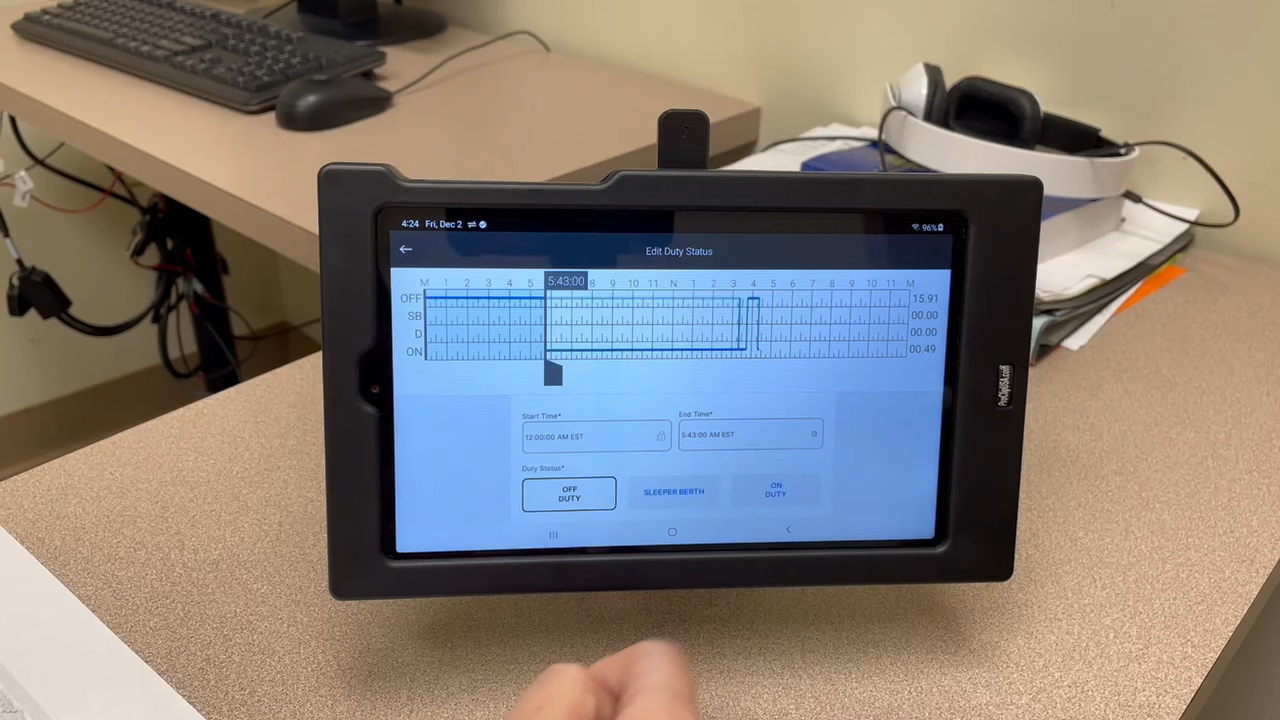 4:24 Fri, Dec 2
96%
Edit Duty Status
5:43:00
M 1 2 3 4 5 8 9 10 11 N 1 2 3 4 5 6 7 8 9 10 11 M
OFF 15.91
SB 00.00
D 00.00
ON 00.49
Start Time* End Time*
12:00:00 AM EST 5:43:00 AM EST
Duty Status*
OFF DUTY
SLEEPER BERTH
ON DUTY
ProClipUSA.com